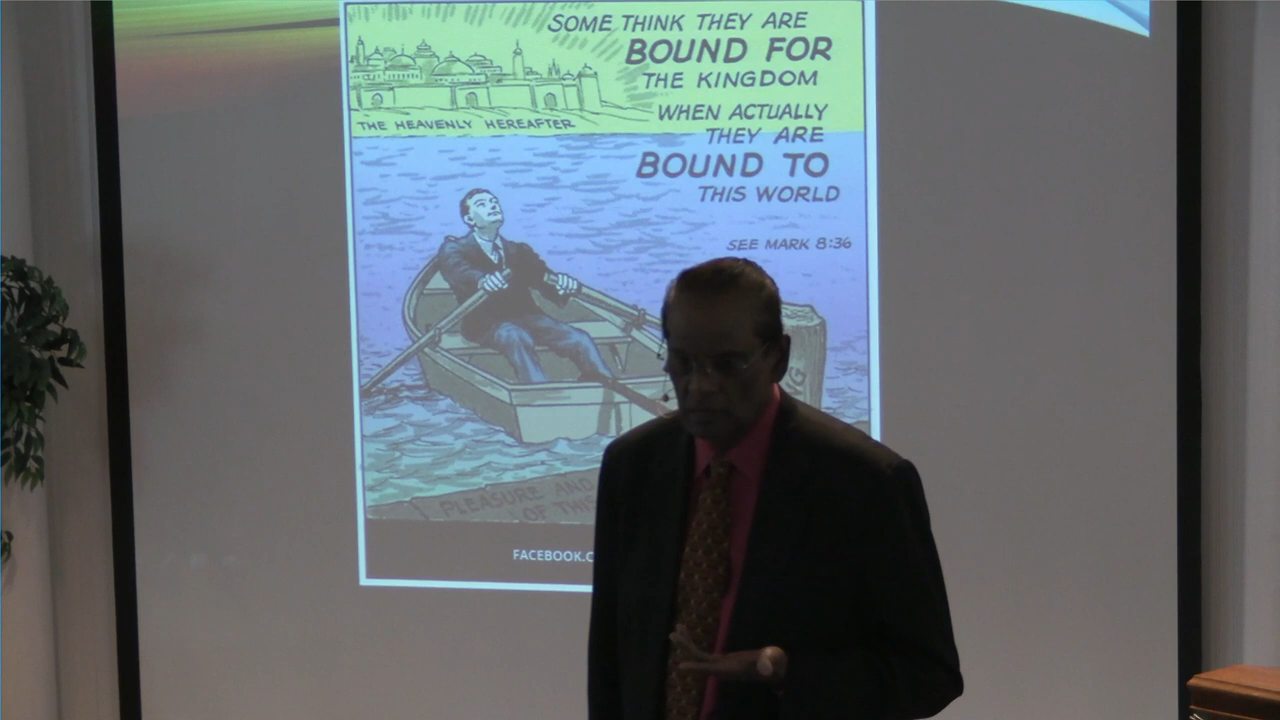 SOME THINK THEY ARE
BOUND FOR
THE KINGDOM
WHEN ACTUALLY
THEY ARE
BOUND TO
THIS WORLD
THE HEAVENLY HEREAFTER
SEE MARK 8:36
PLEASURE AND
OF THIS
FACEBOOK.C